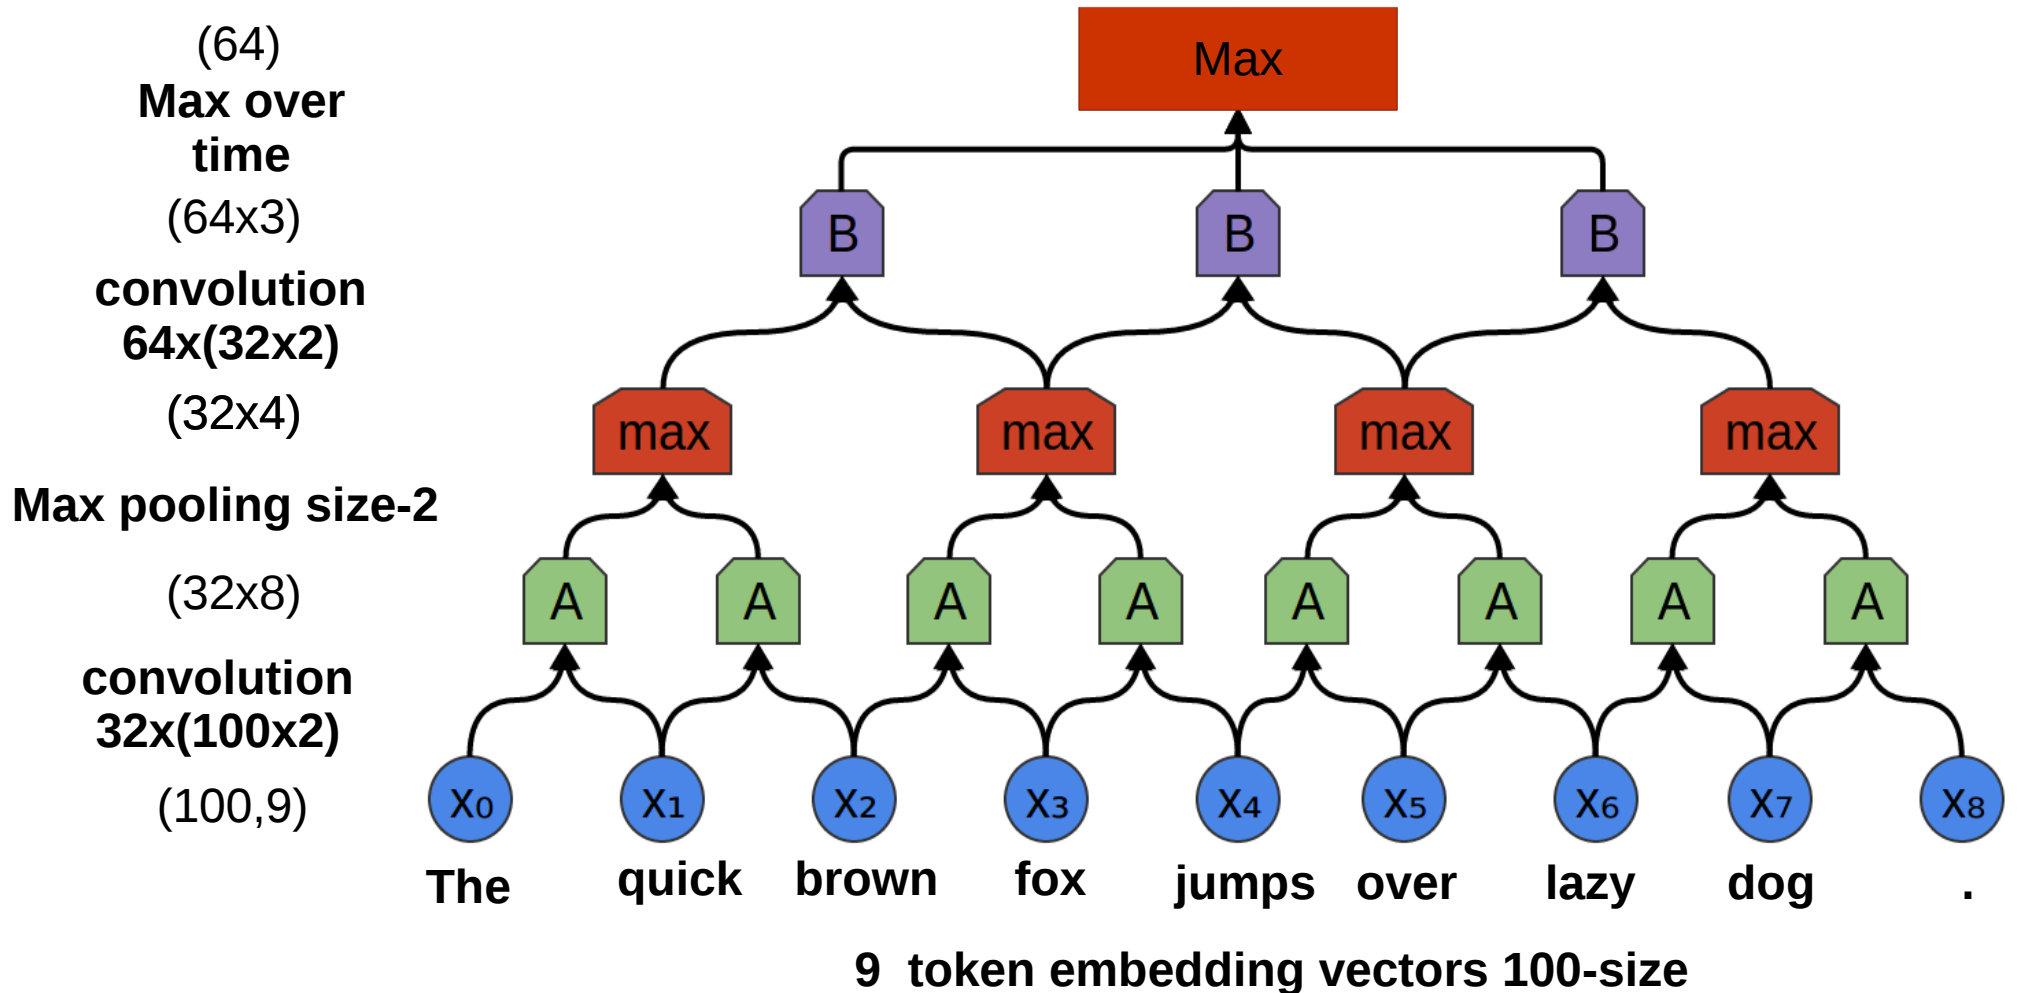 (64)
Max
Max over
time
(64x3)
B B B
convolution
64x(32x2)
(32x4)
max max max max
Max pooling size-2
(32x8)
A A A A A A A A
convolution
32x(100x2)
(100,9)
x₀ x₁ x₂ x₃ x₄ x₅ x₆ x₇ x₈
The quick brown fox jumps over lazy dog .
9 token embedding vectors 100-size